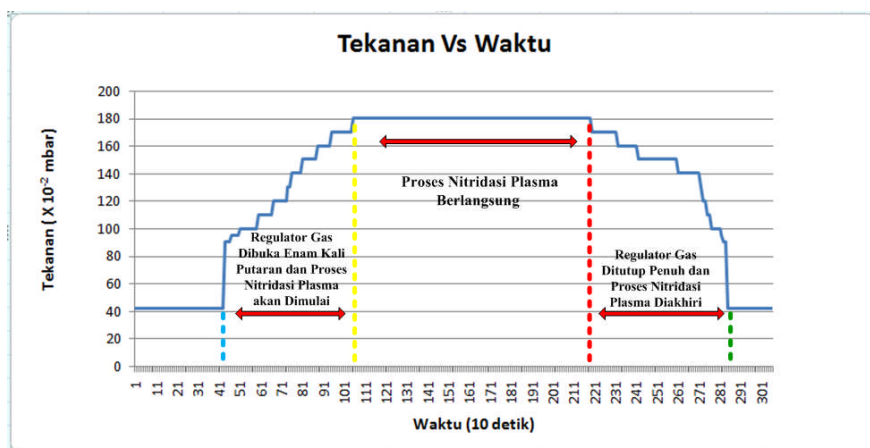 Tekanan Vs Waktu
Tekanan ( X 10⁻² mbar)
200
180
160
140
120
100
80
60
40
20
0
Proses Nitridasi Plasma
Berlangsung
Regulator Gas
Dibuka Enam Kali
Putaran dan Proses
Nitridasi Plasma
akan Dimulai
Regulator Gas
Ditutup Penuh dan
Proses Nitridasi
Plasma Diakhiri
1 11 21 31 41 51 61 71 81 91 101 111 121 131 141 151 161 171 181 191 201 211 221 231 241 251 261 271 281 291 301
Waktu (10 detik)